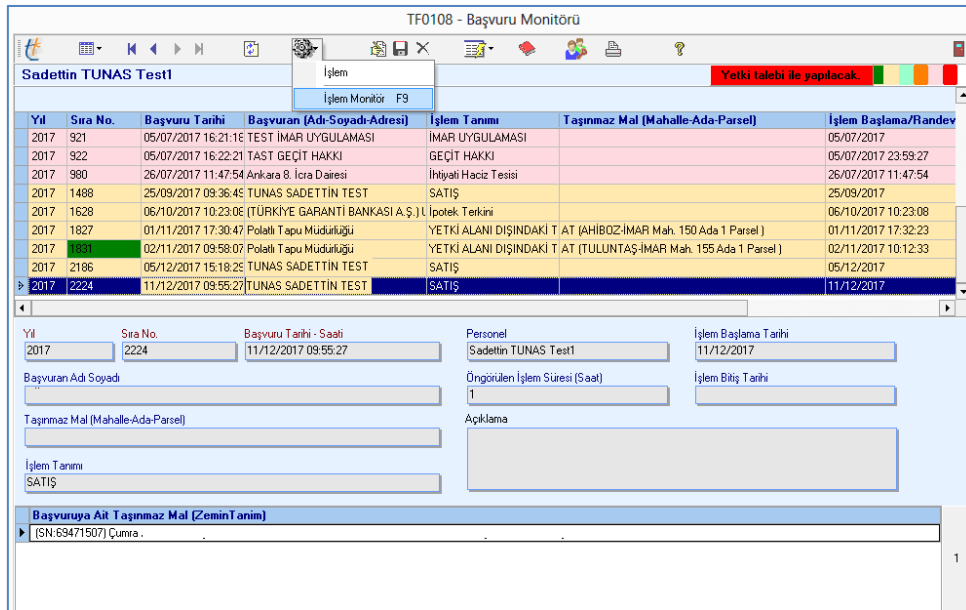 TF0108 - Başvuru Monitörü
Sadettin TUNAS Test1
Yetki talebi ile yapılacak.
İşlem
İşlem Monitör F9
Yıl Sıra No. Başvuru Tarihi Başvuran (Adı-Soyadı-Adresi) İşlem Tanımı Taşınmaz Mal (Mahalle-Ada-Parsel) İşlem Başlama/Randev
2017 921 05/07/2017 16:21:18 TEST İMAR UYGULAMASI İMAR UYGULAMASI 05/07/2017
2017 922 05/07/2017 16:22:21 TAST GEÇİT HAKKI GEÇİT HAKKI 05/07/2017 23:59:27
2017 980 26/07/2017 11:47:54 Ankara 8. İcra Dairesi İhtiyati Haciz Tesisi 26/07/2017 11:47:54
2017 1488 25/09/2017 09:36:49 TUNAS SADETTİN TEST SATIŞ 25/09/2017
2017 1628 06/10/2017 10:23:08 (TÜRKİYE GARANTİ BANKASI A.Ş.) İpotek Terkini 06/10/2017 10:23:08
2017 1827 01/11/2017 17:30:47 Polatlı Tapu Müdürlüğü YETKİ ALANI DIŞINDAKİ T AT (AHİBOZ-İMAR Mah. 150 Ada 1 Parsel ) 01/11/2017 17:32:23
2017 1831 02/11/2017 09:58:07 Polatlı Tapu Müdürlüğü YETKİ ALANI DIŞINDAKİ T AT (TULUNTAŞ-İMAR Mah. 155 Ada 1 Parsel ) 02/11/2017 10:12:33
2017 2186 05/12/2017 15:18:29 TUNAS SADETTİN TEST SATIŞ 05/12/2017
2017 2224 11/12/2017 09:55:27 TUNAS SADETTİN TEST SATIŞ 11/12/2017
Yıl Sıra No. Başvuru Tarihi - Saati Personel İşlem Başlama Tarihi
2017 2224 11/12/2017 09:55:27 Sadettin TUNAS Test1 11/12/2017
Başvuran Adı Soyadı Öngörülen İşlem Süresi (Saat) İşlem Bitiş Tarihi
1
Taşınmaz Mal (Mahalle-Ada-Parsel) Açıklama
İşlem Tanımı
SATIŞ
Başvuruya Ait Taşınmaz Mal (ZeminTanim)
(SN:69471507) Çumra .
1